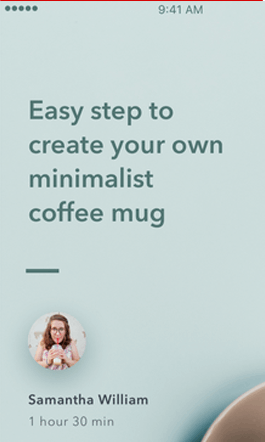 9:41 AM
Easy step to
create your own
minimalist
coffee mug
Samantha William
1 hour 30 min